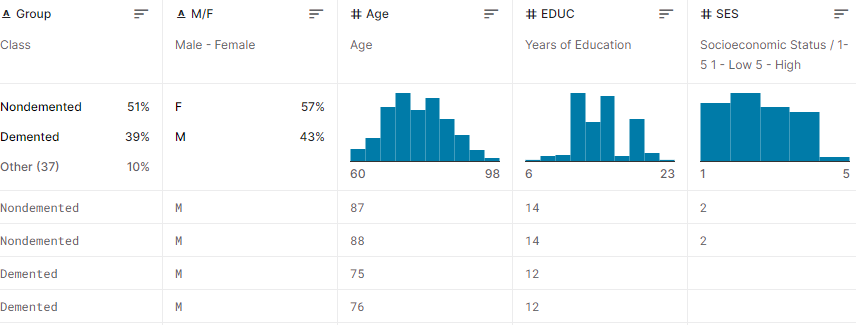 Group M/F Age EDUC SES
Class Male - Female Age Years of Education Socioeconomic Status / 1-
5 1 - Low 5 - High
Nondemented 51% F 57%
Demented 39% M 43%
Other (37) 10%
60 98 6 23 1 5
Nondemented M 87 14 2
Nondemented M 88 14 2
Demented M 75 12
Demented M 76 12